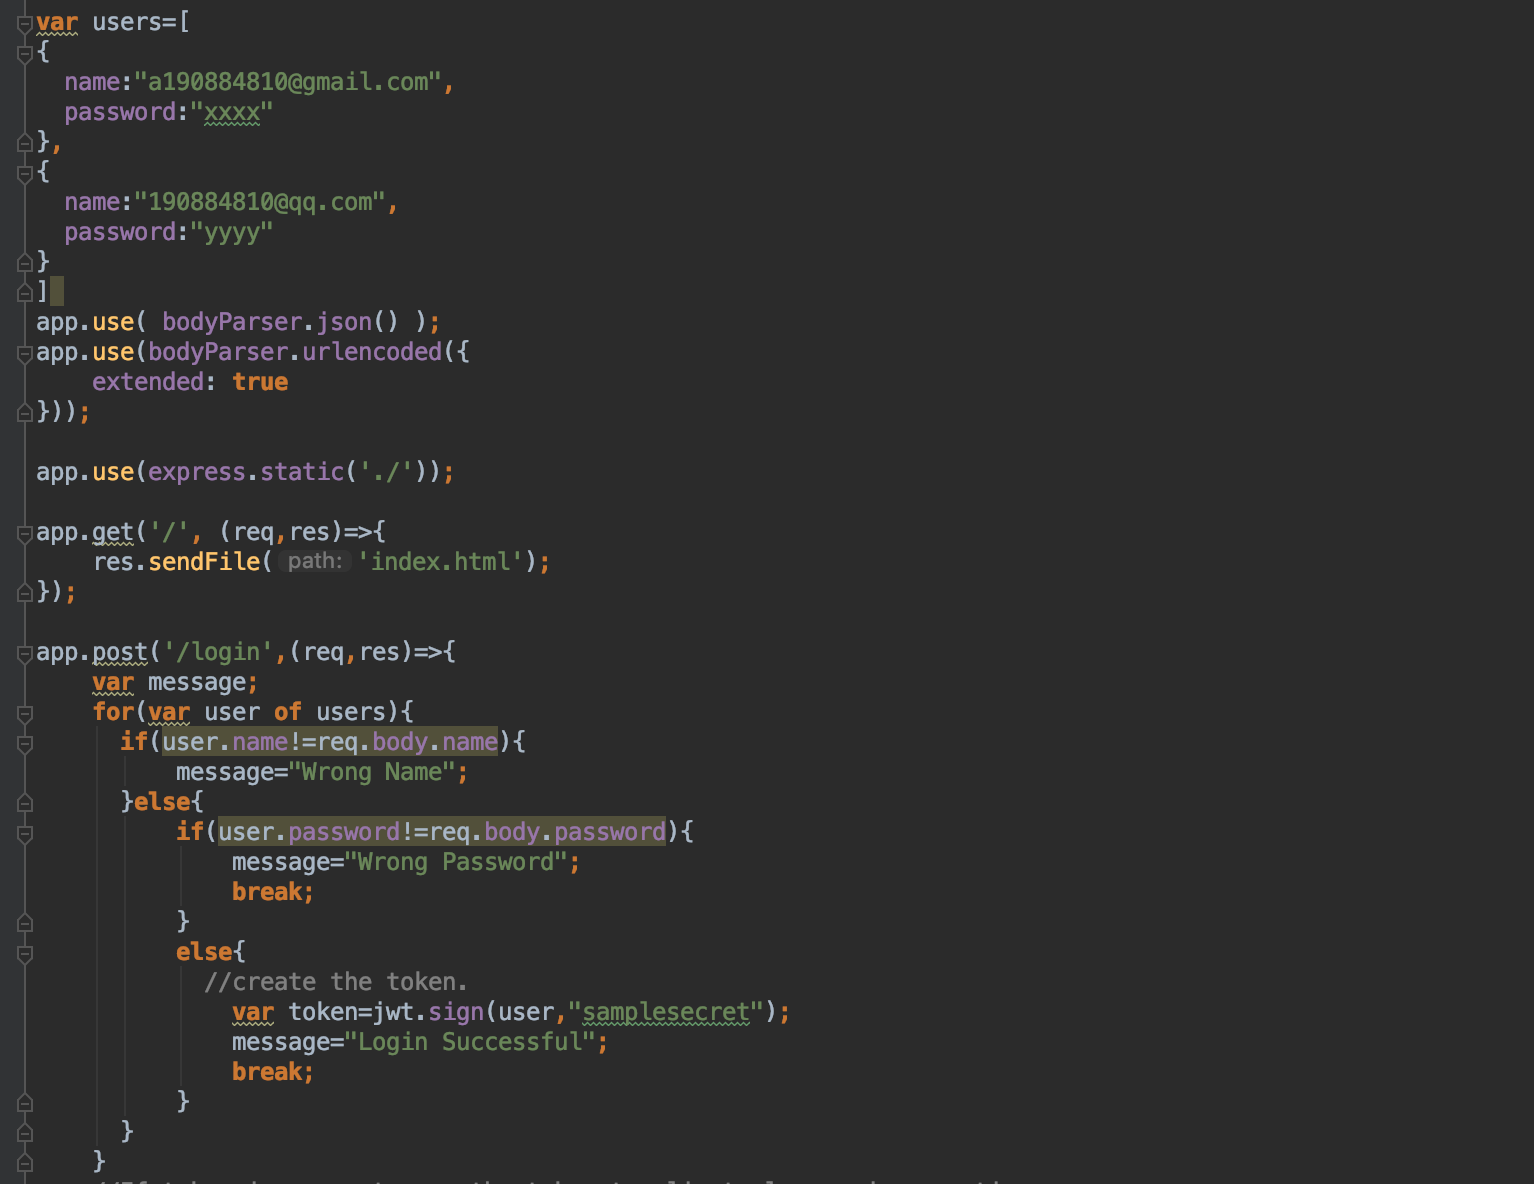 var users=[
{
  name:"a190884810@gmail.com",
  password:"xxxx"
},
{
  name:"190884810@qq.com",
  password:"yyyy"
}
]
app.use( bodyParser.json() );
app.use(bodyParser.urlencoded({
    extended: true
}));
app.use(express.static('./'));
app.get('/', (req,res)=>{
    res.sendFile( path: 'index.html');
});
app.post('/login',(req,res)=>{
    var message;
    for(var user of users){
      if(user.name!=req.body.name){
          message="Wrong Name";
      }else{
          if(user.password!=req.body.password){
              message="Wrong Password";
              break;
          }
          else{
            //create the token.
              var token=jwt.sign(user,"samplesecret");
              message="Login Successful";
              break;
          }
      }
    }